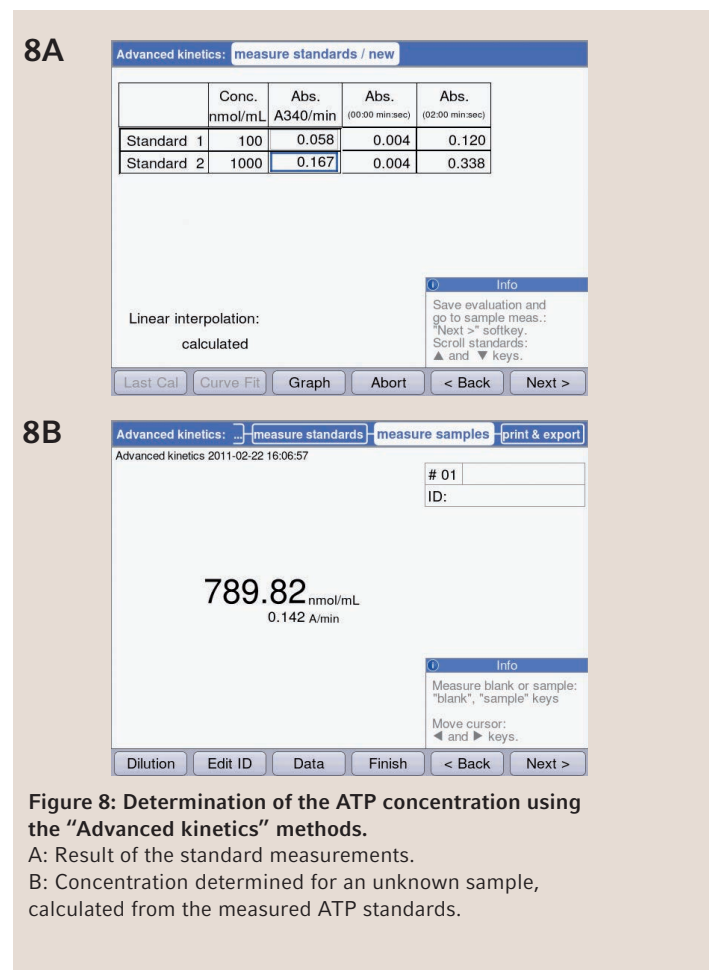 8A
Advanced kinetics: measure standards / new
Conc. Abs. Abs. Abs.
nmol/mL A340/min (00:00 min:sec) (02:00 min:sec)
Standard 1 100 0.058 0.004 0.120
Standard 2 1000 0.167 0.004 0.338
Linear interpolation:
calculated
Info
Save evaluation and
go to sample meas.:
"Next >" softkey.
Scroll standards:
▲ and ▼ keys.
Last Cal Curve Fit Graph Abort < Back Next >
8B
Advanced kinetics: ... measure standards measure samples print & export
Advanced kinetics 2011-02-22 16:06:57
# 01
ID:
789.82 nmol/mL
0.142 A/min
Info
Measure blank or sample:
"blank", "sample" keys
Move cursor:
◀ and ▶ keys.
Dilution Edit ID Data Finish < Back Next >
Figure 8: Determination of the ATP concentration using
the “Advanced kinetics” methods.
A: Result of the standard measurements.
B: Concentration determined for an unknown sample,
calculated from the measured ATP standards.